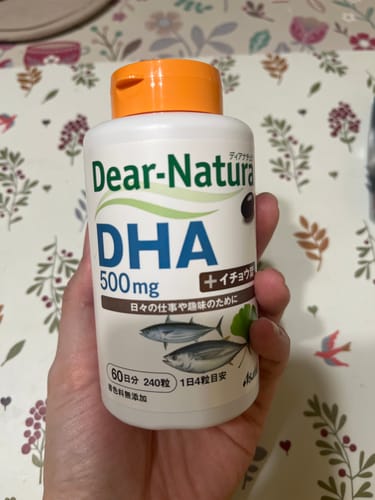 Dear-Natura
ディアナチュ
DHA
500mg
+イチョウ
日々の仕事や趣味のために
60日分 240粒 1日4粒目安
着色料無添加